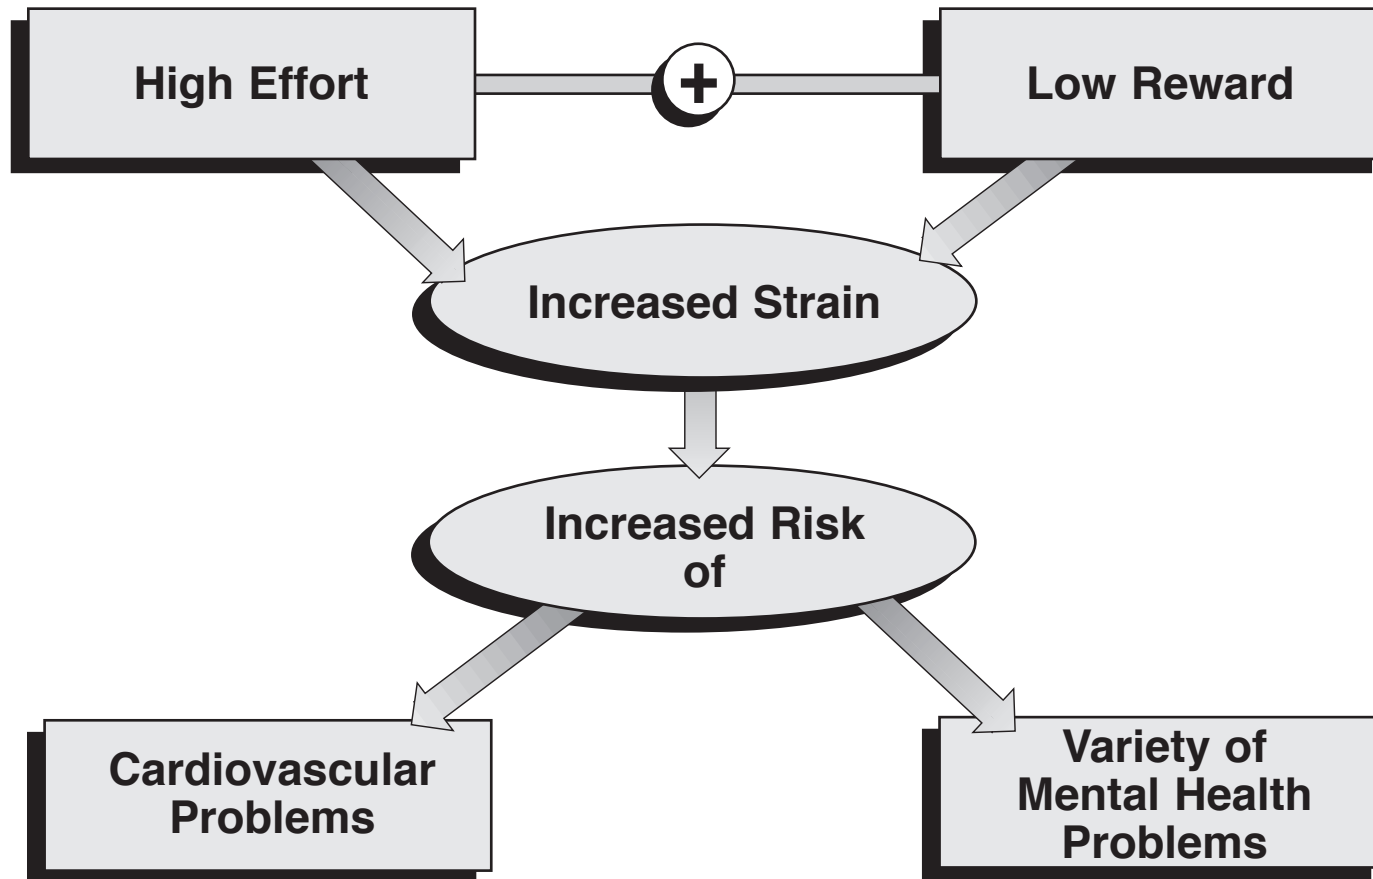 High Effort
+
Low Reward
Increased Strain
Increased Risk
of
Cardiovascular
Problems
Variety of
Mental Health
Problems